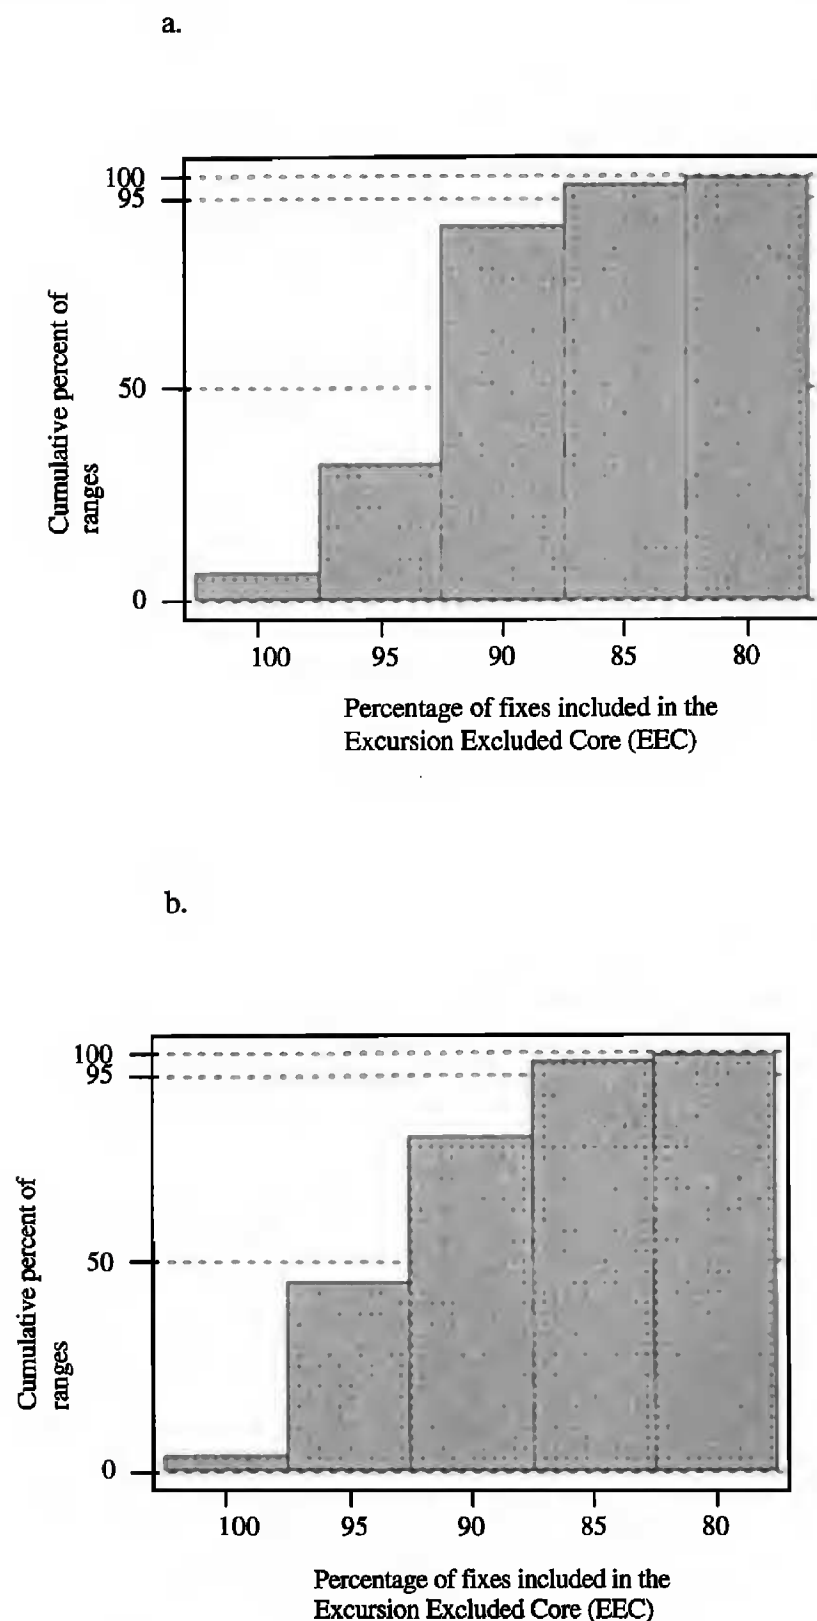 a.
100
95
50
0
Cumulative percent of
ranges
100 95 90 85 80
Percentage of fixes included in the
Excursion Excluded Core (EEC)
b.
100
95
50
0
Cumulative percent of
ranges
100 95 90 85 80
Percentage of fixes included in the
Excursion Excluded Core (EEC)